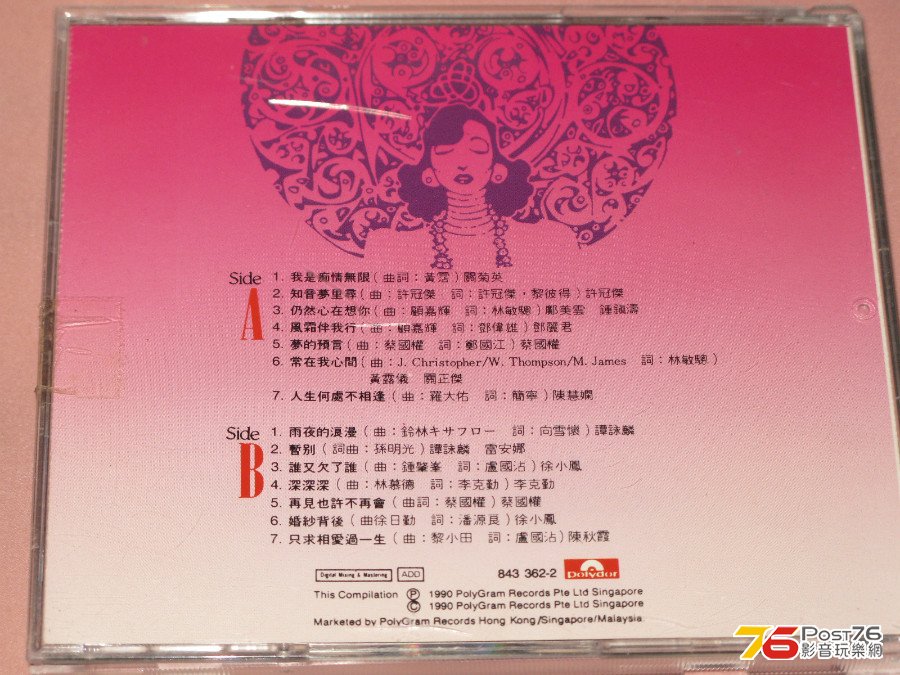 Side A
1. 我是痴情無限(曲詞：黃霑)關菊英
2. 知音夢里尋(曲：許冠傑 詞：許冠傑，黎彼得)許冠傑
3. 仍然心在想你(曲：顧嘉輝 詞：林敏驄)鄺美雲 鍾鎮濤
4. 風霜伴我行(曲：顧嘉輝 詞：鄧偉雄)鄧麗君
5. 夢的預言(曲：蔡國權 詞：鄭國江)蔡國權
6. 常在我心間(曲：J. Christopher/W. Thompson/M. James 詞：林敏驄)
黃露儀 關正傑
7. 人生何處不相逢(曲：羅大佑 詞：簡寧)陳慧嫻
Side B
1. 雨夜的浪漫(曲：鈴林キサフロー 詞：向雪懷)譚詠麟
2. 暫別(詞曲：孫明光)譚詠麟 雷安娜
3. 誰又欠了誰(曲：鍾肇峯 詞：盧國沾)徐小鳳
4. 深深深(曲：林慕德 詞：李克勤)李克勤
5. 再見也許不再會(曲詞：蔡國權)蔡國權
6. 婚紗背後(曲徐日勤 詞：潘源良)徐小鳳
7. 只求相愛過一生(曲：黎小田 詞：盧國沾)陳秋霞
Digital Mixing & Mastering ADD 843 362-2 Polydor
This Compilation Ⓟ 1990 PolyGram Records Pte Ltd Singapore
© 1990 PolyGram Records Pte Ltd Singapore
Marketed by PolyGram Records Hong Kong/Singapore/Malaysia
76 Post76
影音玩樂網